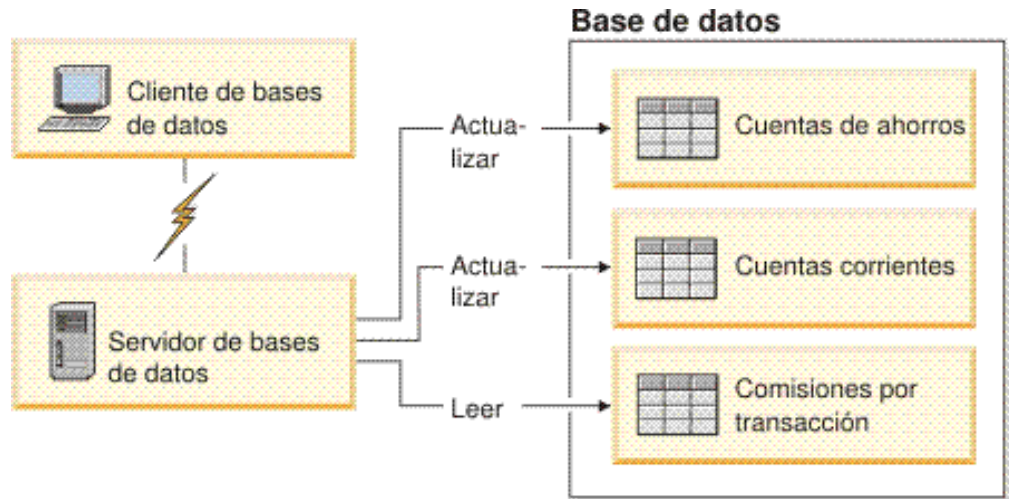 Base de datos
Cliente de bases
de datos
Actua-
lizar
Cuentas de ahorros
Actua-
lizar
Cuentas corrientes
Servidor de bases
de datos
Leer
Comisiones por
transacción